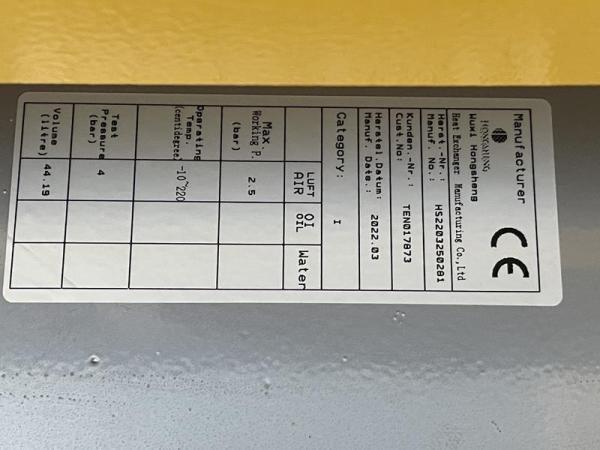 Manufacturer
HONGSHENG
Wuxi Hongsheng
Heat Exchanger Manufacturing Co., Ltd
CE
Herst.-Nr.:
Manuf. No.: HS2203250281
Kunden.-Nr.:
Cust.No: TEN017873
Herstel.Datum:
Manuf. Date.: 2022.03
Category: I
LUFT OI Water
AIR OIL
Max
Working P. 2.5
(bar)
Operating
Temp. -10~220
(centidgree)
Test
Pressure 4
(bar)
Volume 44.19
(litre)